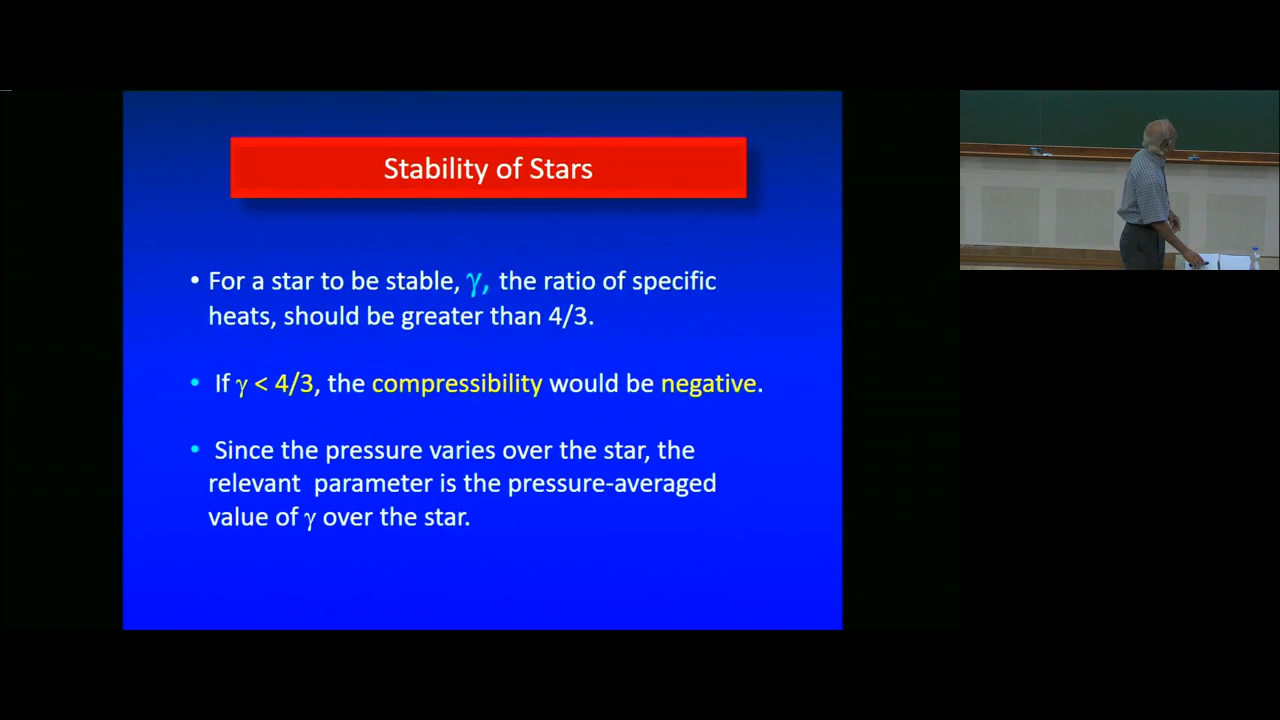 Stability of Stars
• For a star to be stable, γ, the ratio of specific
heats, should be greater than 4/3.
• If γ < 4/3, the compressibility would be negative.
• Since the pressure varies over the star, the
relevant parameter is the pressure-averaged
value of γ over the star.